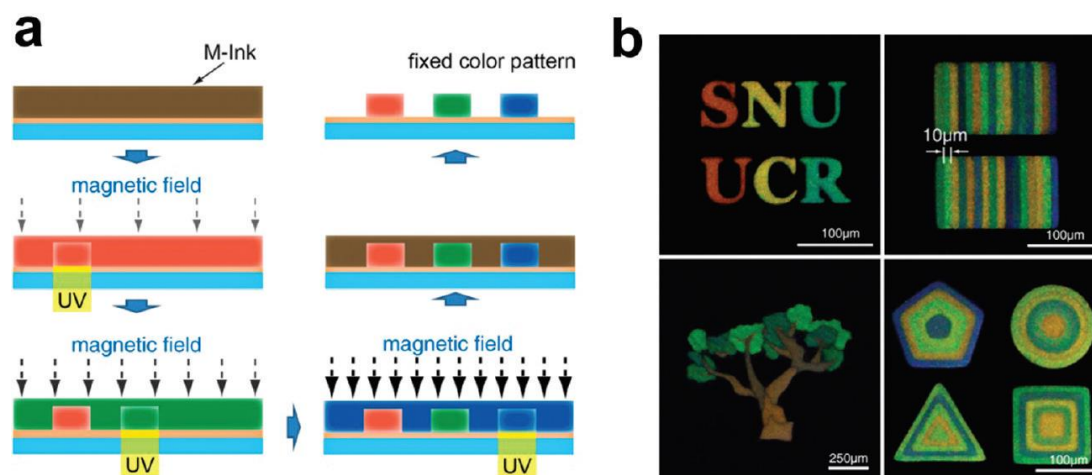 a
M-Ink
fixed color pattern
magnetic field
UV
magnetic field
UV
magnetic field
UV
b
SNU
UCR
100µm
10µm
100µm
250µm
100µm